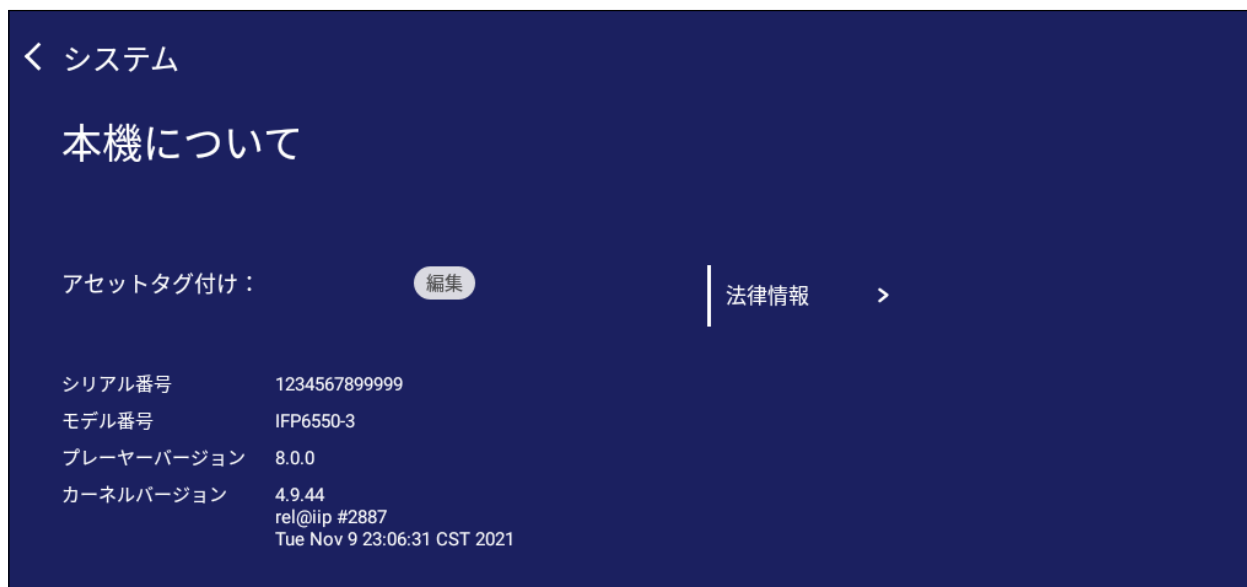 システム
本機について
アセットタグ付け： 編集
法律情報
シリアル番号 1234567899999
モデル番号 IFP6550-3
プレーヤーバージョン 8.0.0
カーネルバージョン 4.9.44
rel@iip #2887
Tue Nov 9 23:06:31 CST 2021